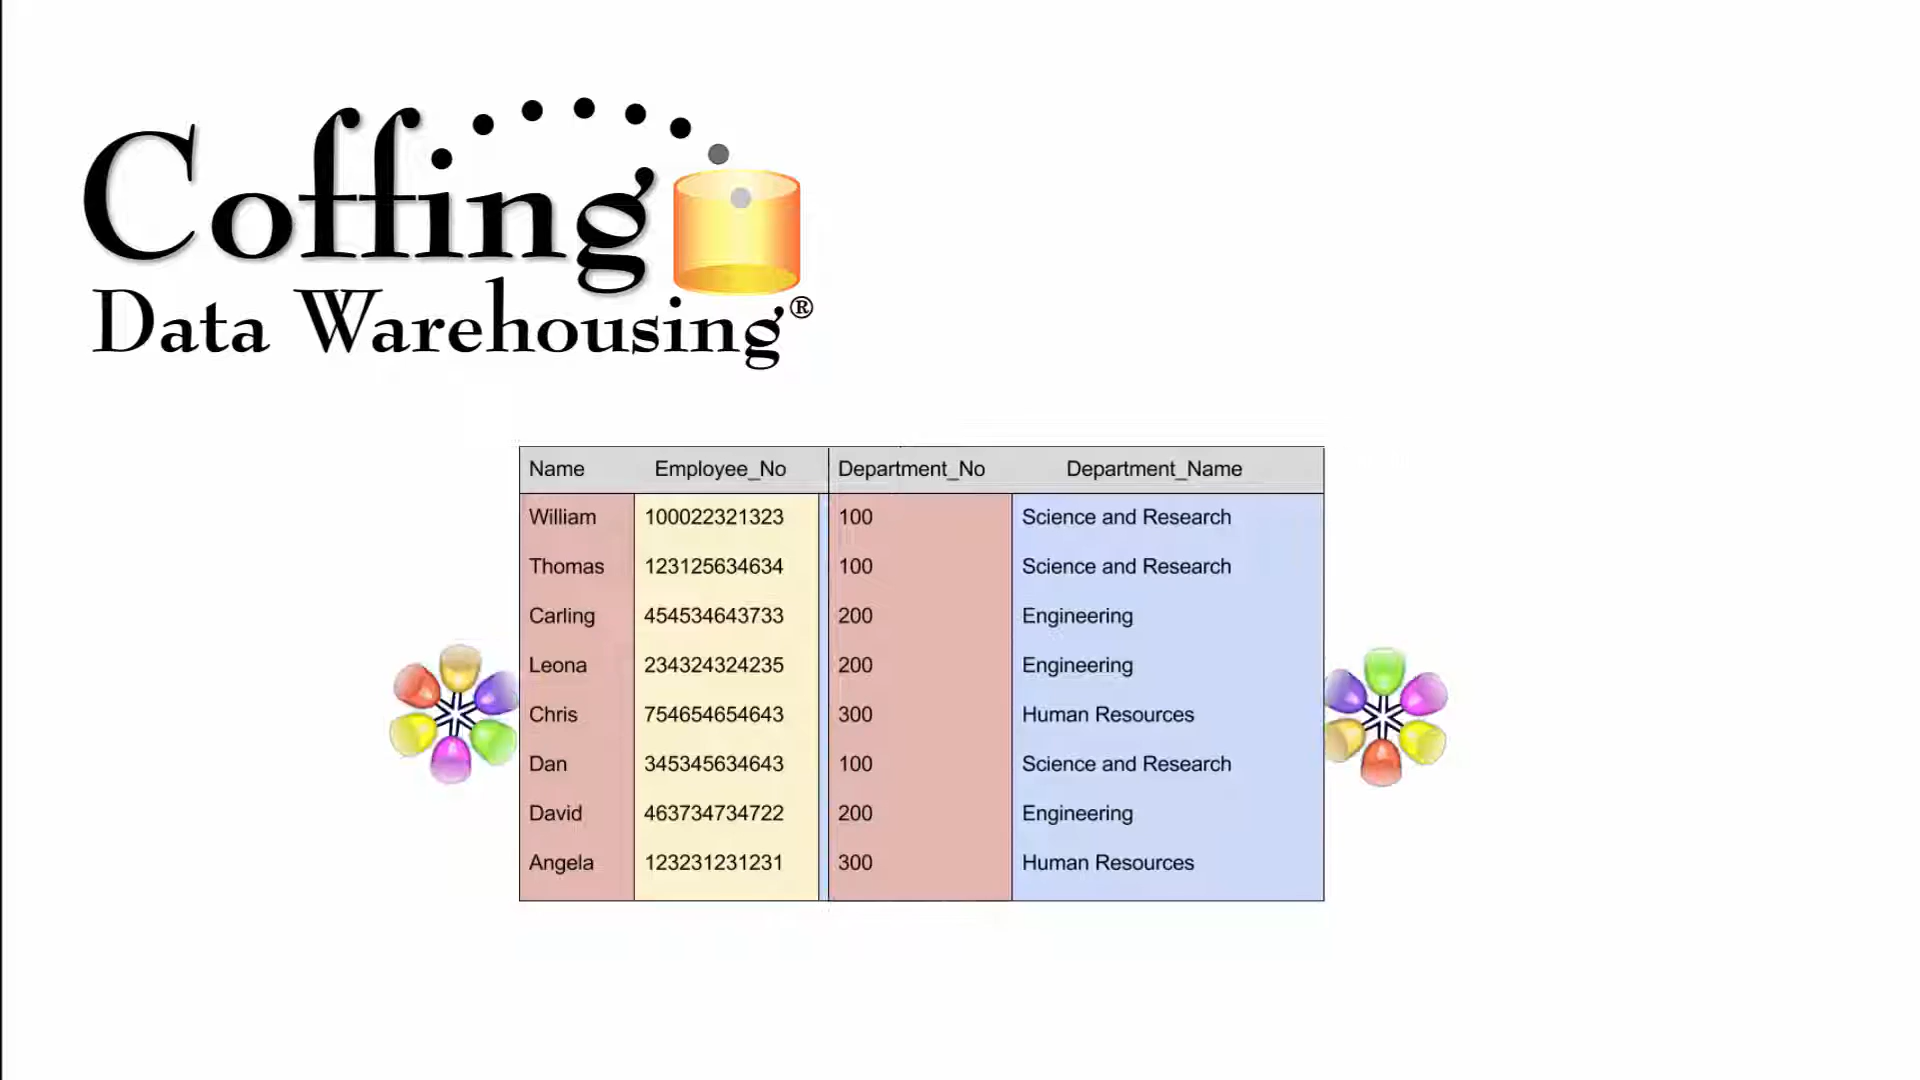 Coffing
Data Warehousing®
Name Employee_No Department_No Department_Name
William 100022321323 100 Science and Research
Thomas 123125634634 100 Science and Research
Carling 454534643733 200 Engineering
Leona 234324324235 200 Engineering
Chris 754654654643 300 Human Resources
Dan 345345634643 100 Science and Research
David 463734734722 200 Engineering
Angela 123231231231 300 Human Resources